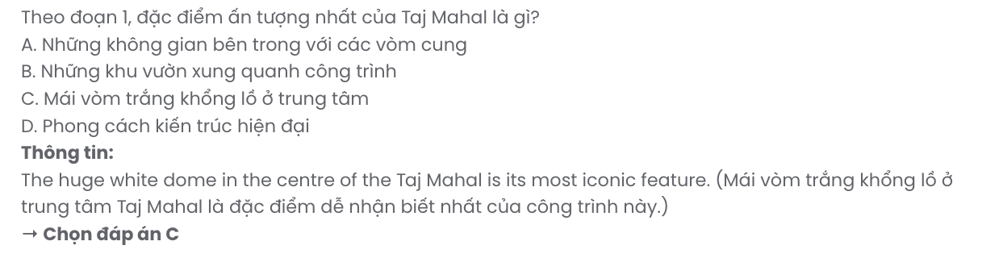 Theo đoạn 1, đặc điểm ấn tượng nhất của Taj Mahal là gì?
A. Những không gian bên trong với các vòm cung
B. Những khu vườn xung quanh công trình
C. Mái vòm trắng khổng lồ ở trung tâm
D. Phong cách kiến trúc hiện đại
Thông tin:
The huge white dome in the centre of the Taj Mahal is its most iconic feature. (Mái vòm trắng khổng lồ ở
trung tâm Taj Mahal là đặc điểm dễ nhận biết nhất của công trình này.)
→ Chọn đáp án C